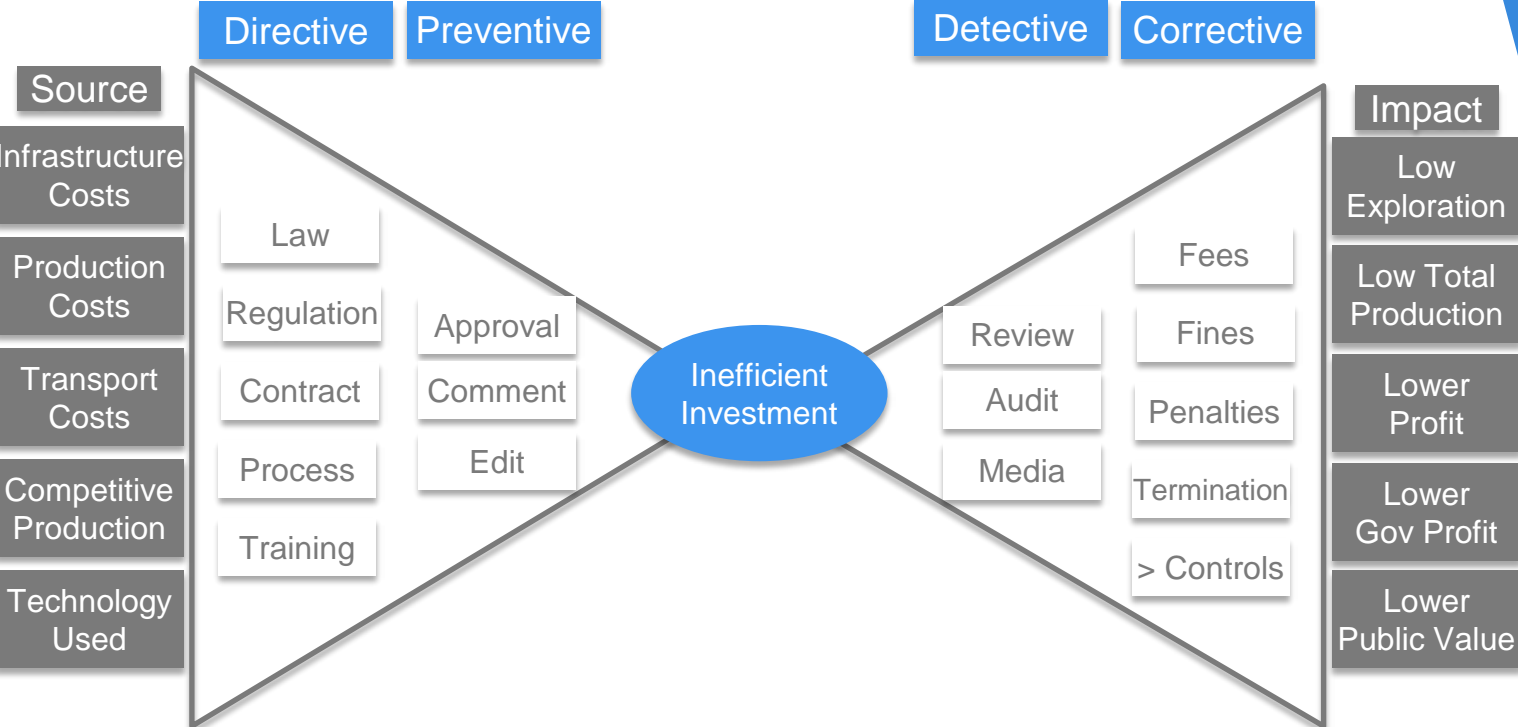 Directive
Preventive
Detective
Corrective
Source
Infrastructure
Costs
Production
Costs
Transport
Costs
Competitive
Production
Technology
Used
Law
Regulation
Contract
Process
Training
Approval
Comment
Edit
Inefficient
Investment
Review
Audit
Media
Fees
Fines
Penalties
Termination
> Controls
Impact
Low
Exploration
Low Total
Production
Lower
Profit
Lower
Gov Profit
Lower
Public Value